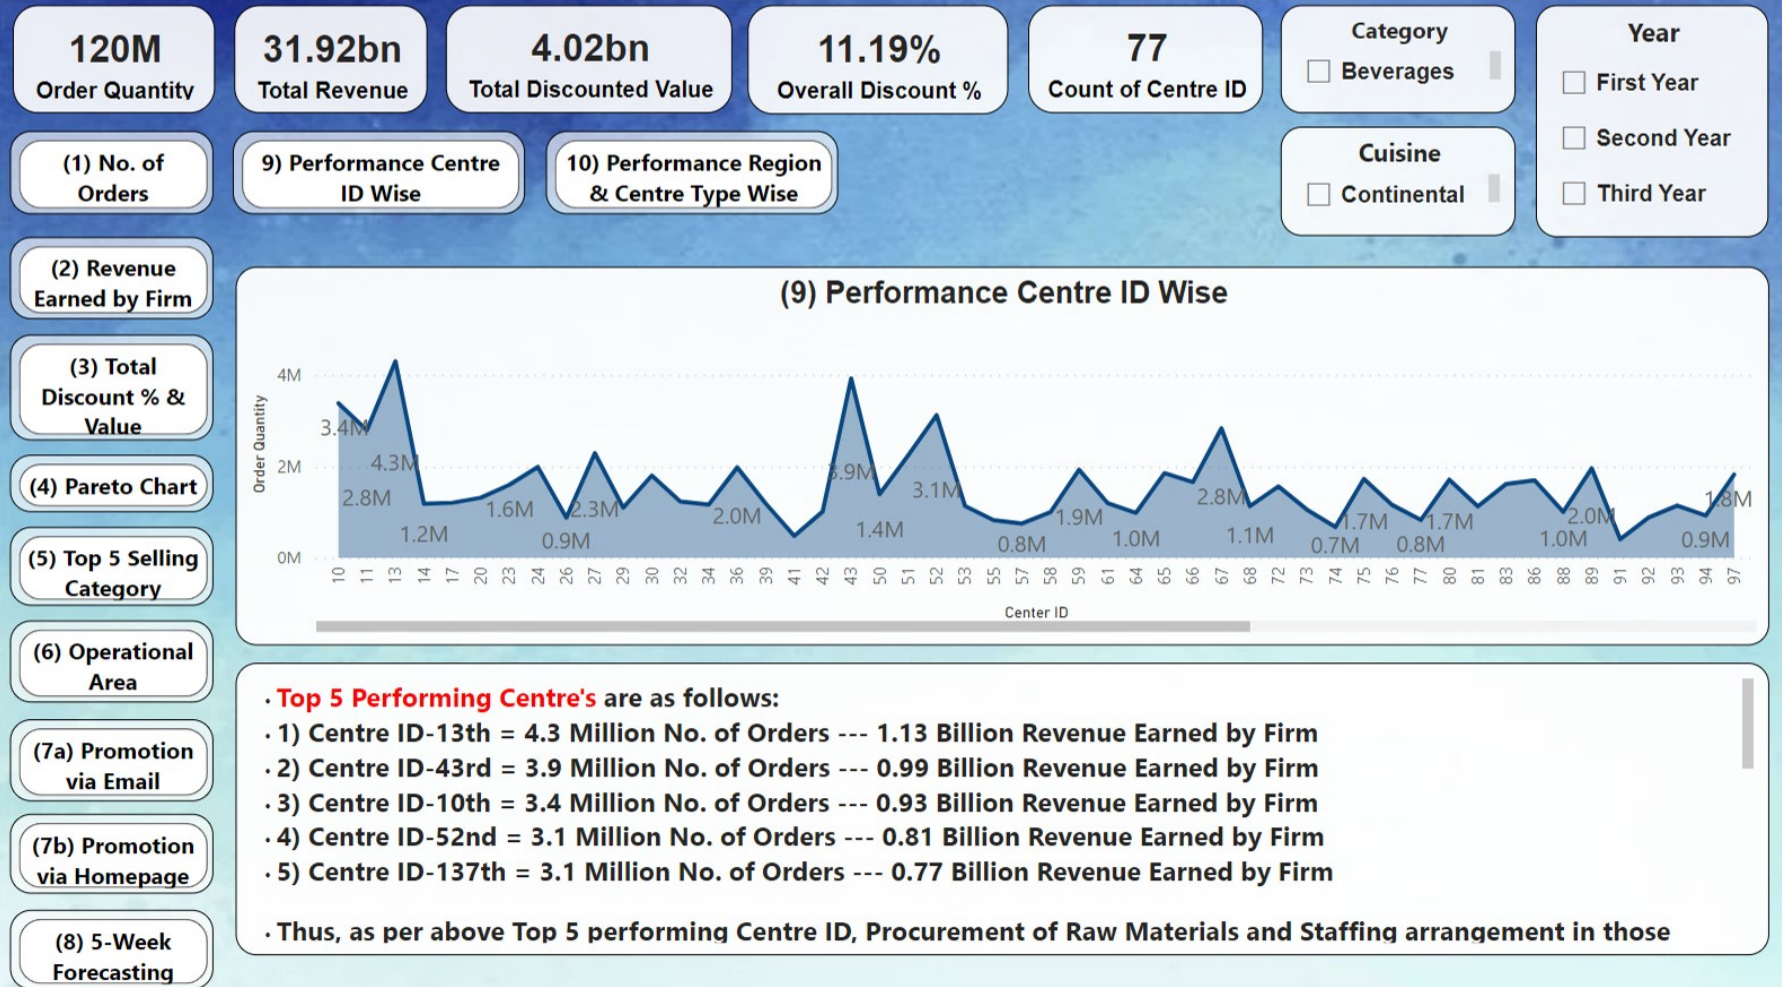 120M
Order Quantity
31.92bn
Total Revenue
4.02bn
Total Discounted Value
11.19%
Overall Discount %
77
Count of Centre ID
Category
Beverages
Year
First Year
Second Year
Third Year
Cuisine
Continental
(1) No. of
Orders
9) Performance Centre
ID Wise
10) Performance Region
& Centre Type Wise
(2) Revenue
Earned by Firm
(3) Total
Discount % &
Value
(4) Pareto Chart
(5) Top 5 Selling
Category
(6) Operational
Area
(7a) Promotion
via Email
(7b) Promotion
via Homepage
(8) 5-Week
Forecasting
(9) Performance Centre ID Wise
Order Quantity
4M
2M
0M
3.4M
2.8M
4.3M
1.2M
1.6M
0.9M
2.3M
2.0M
3.9M
1.4M
3.1M
0.8M
1.9M
1.0M
2.8M
1.1M
0.7M
1.7M
0.8M
1.7M
1.0M
2.0M
0.9M
1.8M
10 11 13 14 17 20 23 24 26 27 29 30 32 34 36 39 41 42 43 50 51 52 53 55 57 58 59 61 64 65 66 67 68 72 73 74 75 76 77 80 81 83 86 88 89 91 92 93 94 97
Center ID
· Top 5 Performing Centre's are as follows:
· 1) Centre ID-13th = 4.3 Million No. of Orders --- 1.13 Billion Revenue Earned by Firm
· 2) Centre ID-43rd = 3.9 Million No. of Orders --- 0.99 Billion Revenue Earned by Firm
· 3) Centre ID-10th = 3.4 Million No. of Orders --- 0.93 Billion Revenue Earned by Firm
· 4) Centre ID-52nd = 3.1 Million No. of Orders --- 0.81 Billion Revenue Earned by Firm
· 5) Centre ID-137th = 3.1 Million No. of Orders --- 0.77 Billion Revenue Earned by Firm
· Thus, as per above Top 5 performing Centre ID, Procurement of Raw Materials and Staffing arrangement in those